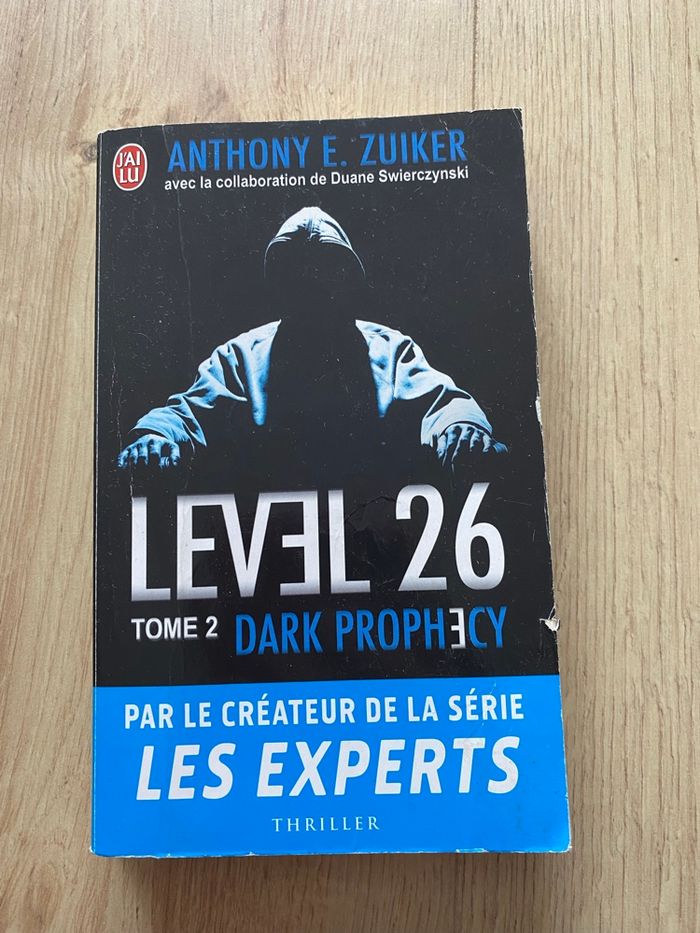 J'AI
LU
ANTHONY E. ZUIKER
avec la collaboration de Duane Swierczynski
LEVEL 26
TOME 2 DARK PROPHECY
PAR LE CRÉATEUR DE LA SÉRIE
LES EXPERTS
THRILLER